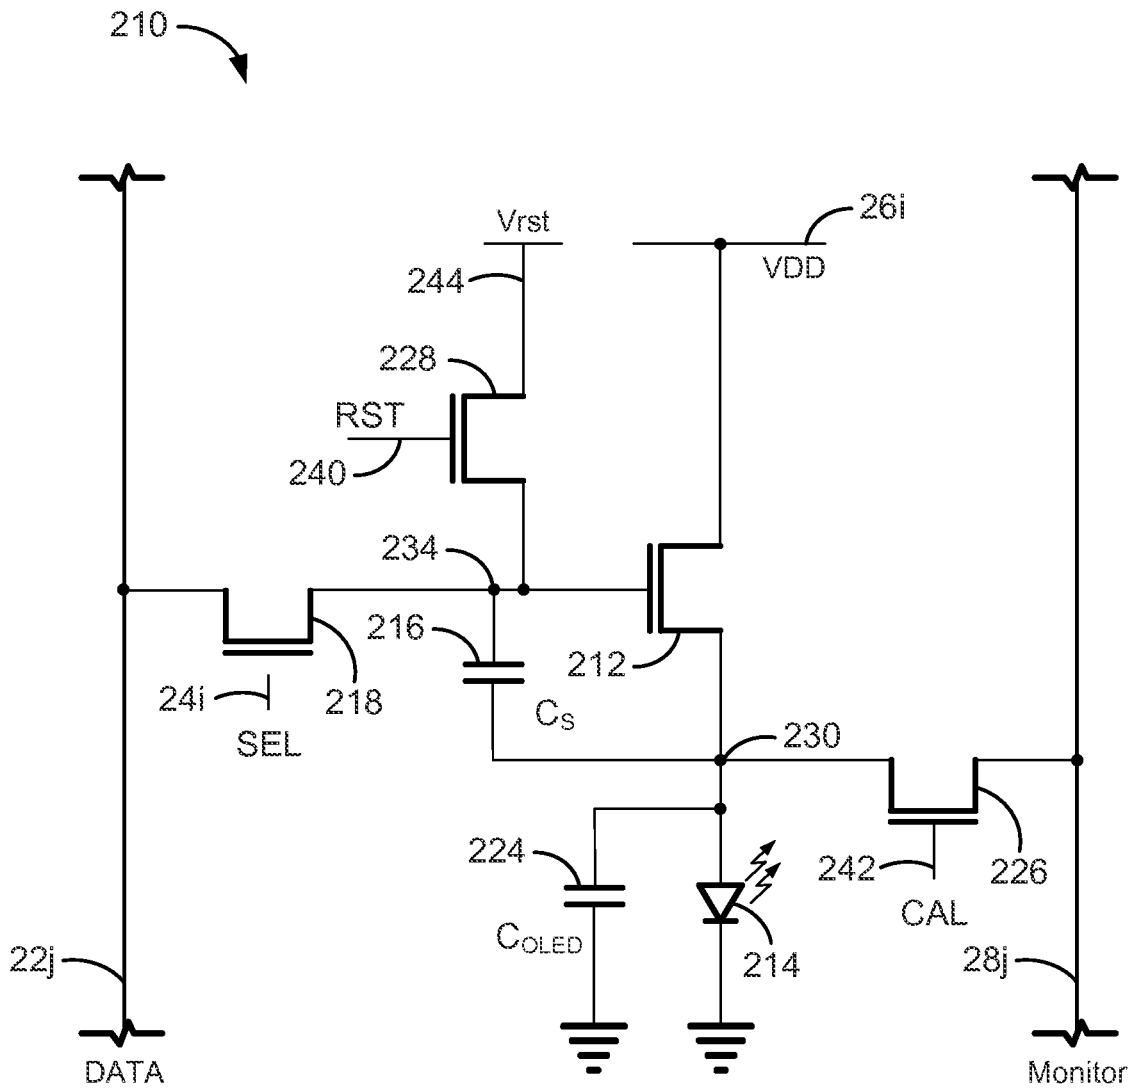 210
Vrst
26i
VDD
244
228
RST
240
234
216
212
24i
218
CS
SEL
230
224
242
226
CAL
COLED
214
22j
28j
DATA
Monitor